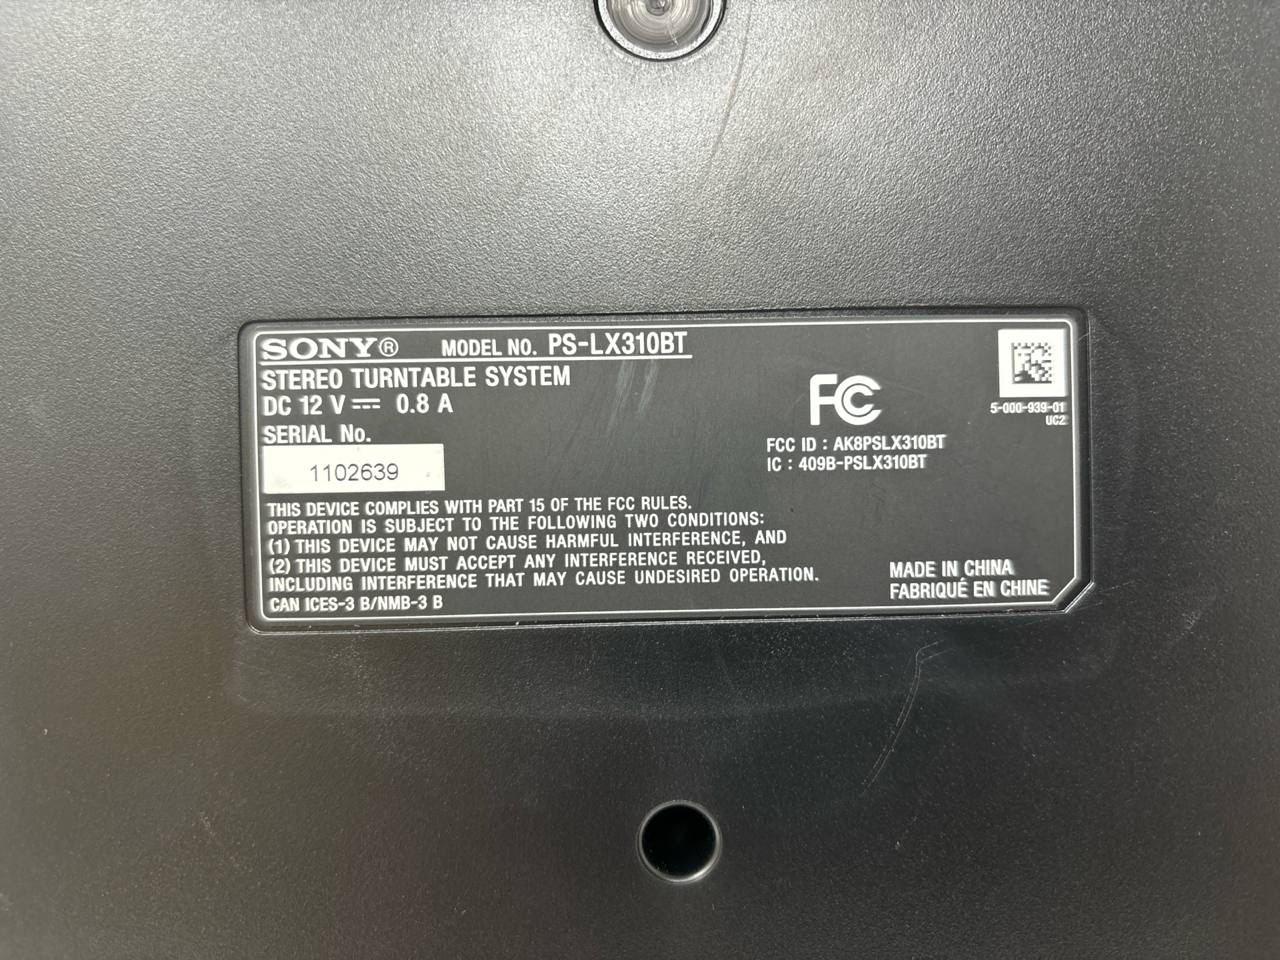 SONY® MODEL NO. PS-LX310BT
STEREO TURNTABLE SYSTEM
DC 12 V ⎓ 0.8 A
SERIAL No.
1102639
FC
FCC ID : AK8PSLX310BT
IC : 409B-PSLX310BT
5-000-939-01
UC2
THIS DEVICE COMPLIES WITH PART 15 OF THE FCC RULES.
OPERATION IS SUBJECT TO THE FOLLOWING TWO CONDITIONS:
(1) THIS DEVICE MAY NOT CAUSE HARMFUL INTERFERENCE, AND
(2) THIS DEVICE MUST ACCEPT ANY INTERFERENCE RECEIVED,
INCLUDING INTERFERENCE THAT MAY CAUSE UNDESIRED OPERATION.
CAN ICES-3 B/NMB-3 B
MADE IN CHINA
FABRIQUÉ EN CHINE